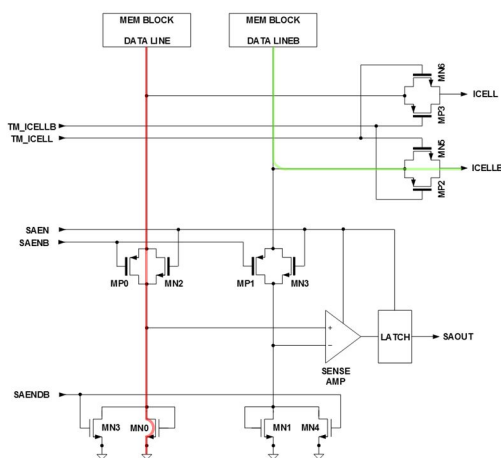 MEM BLOCK
DATA LINE
MEM BLOCK
DATA LINEB
MN6
ICELL
MP3
TM_ICELLB
TM_ICELL
MN5
ICELLB
MP2
SAEN
SAENB
MP0
MN2
MP1
MN3
+
−
SENSE
AMP
LATCH
SAOUT
SAENDB
MN3
MN0
MN1
MN4